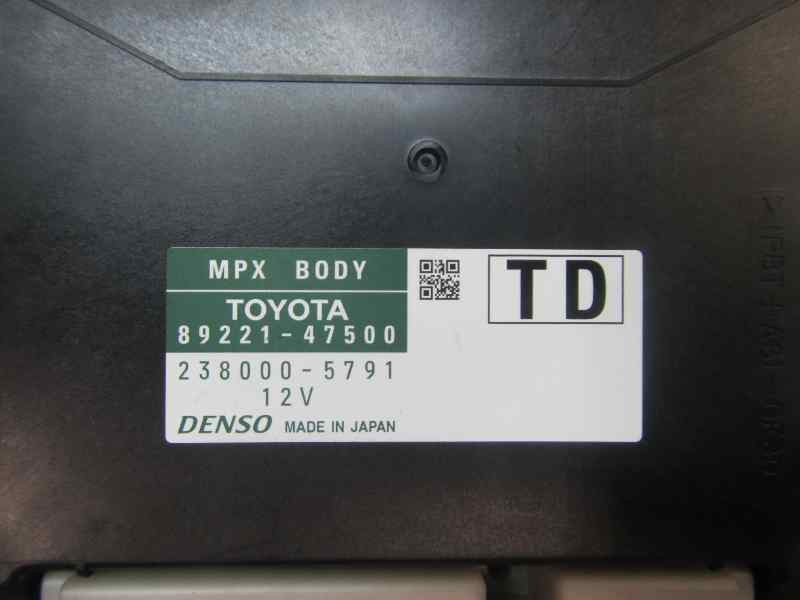 MPX BODY
TOYOTA
89221-47500
238000-5791
12V
DENSO MADE IN JAPAN
TD